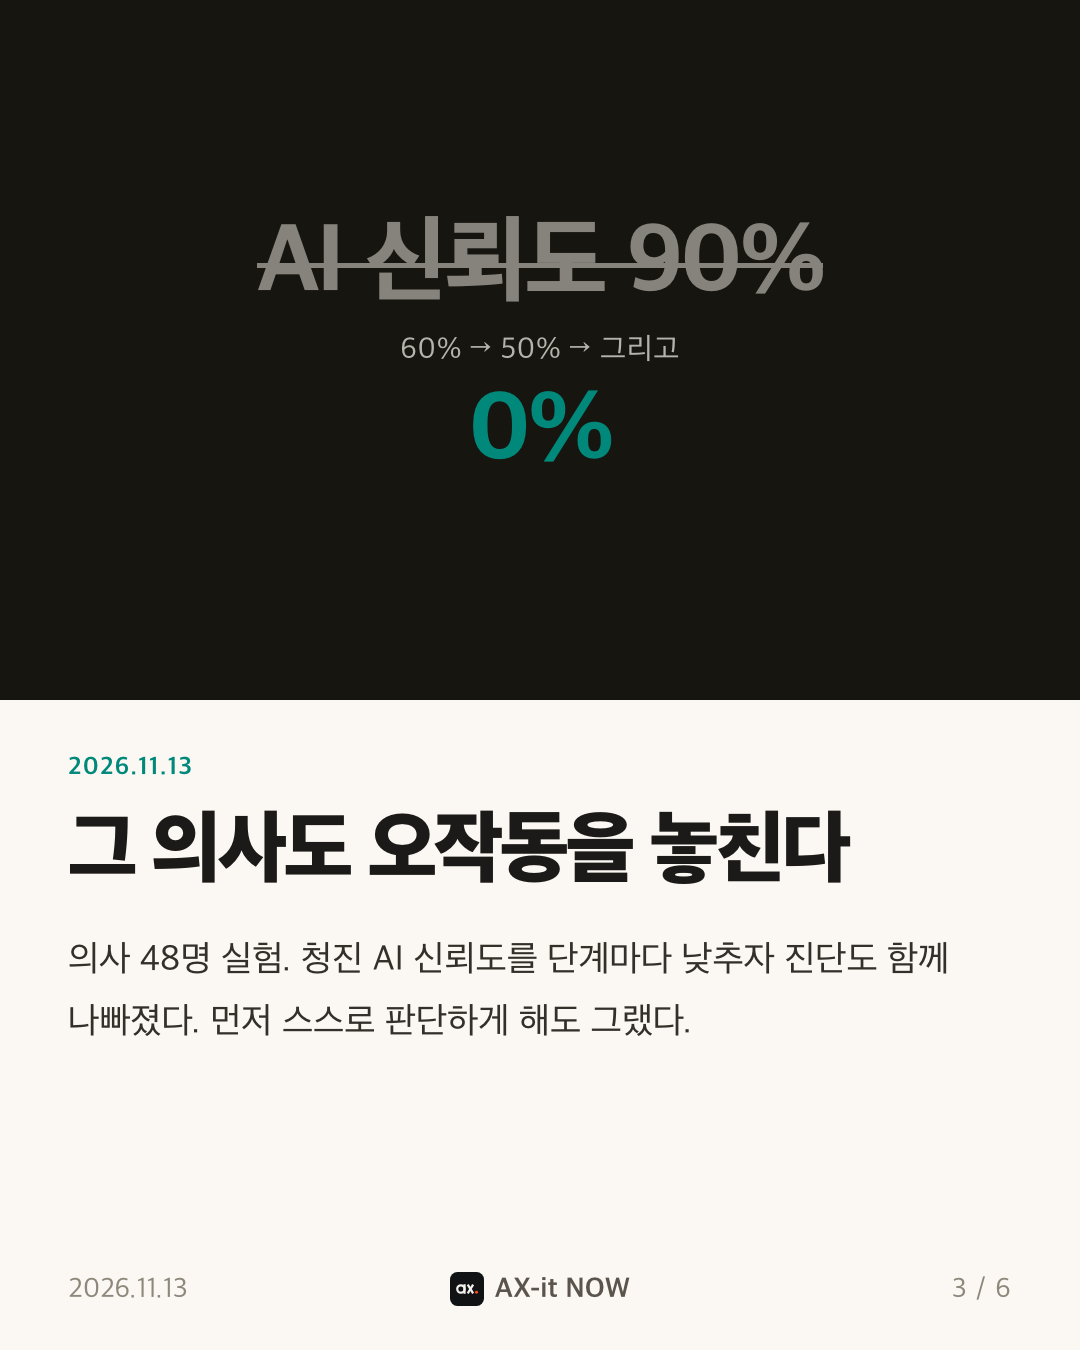 AI 신뢰도 90%
60% → 50% → 그리고
0%
2026.11.13
그 의사도 오작동을 놓친다
의사 48명 실험. 청진 AI 신뢰도를 단계마다 낮추자 진단도 함께
나빠졌다. 먼저 스스로 판단하게 해도 그랬다.
2026.11.13
ax. AX-it NOW
3 / 6